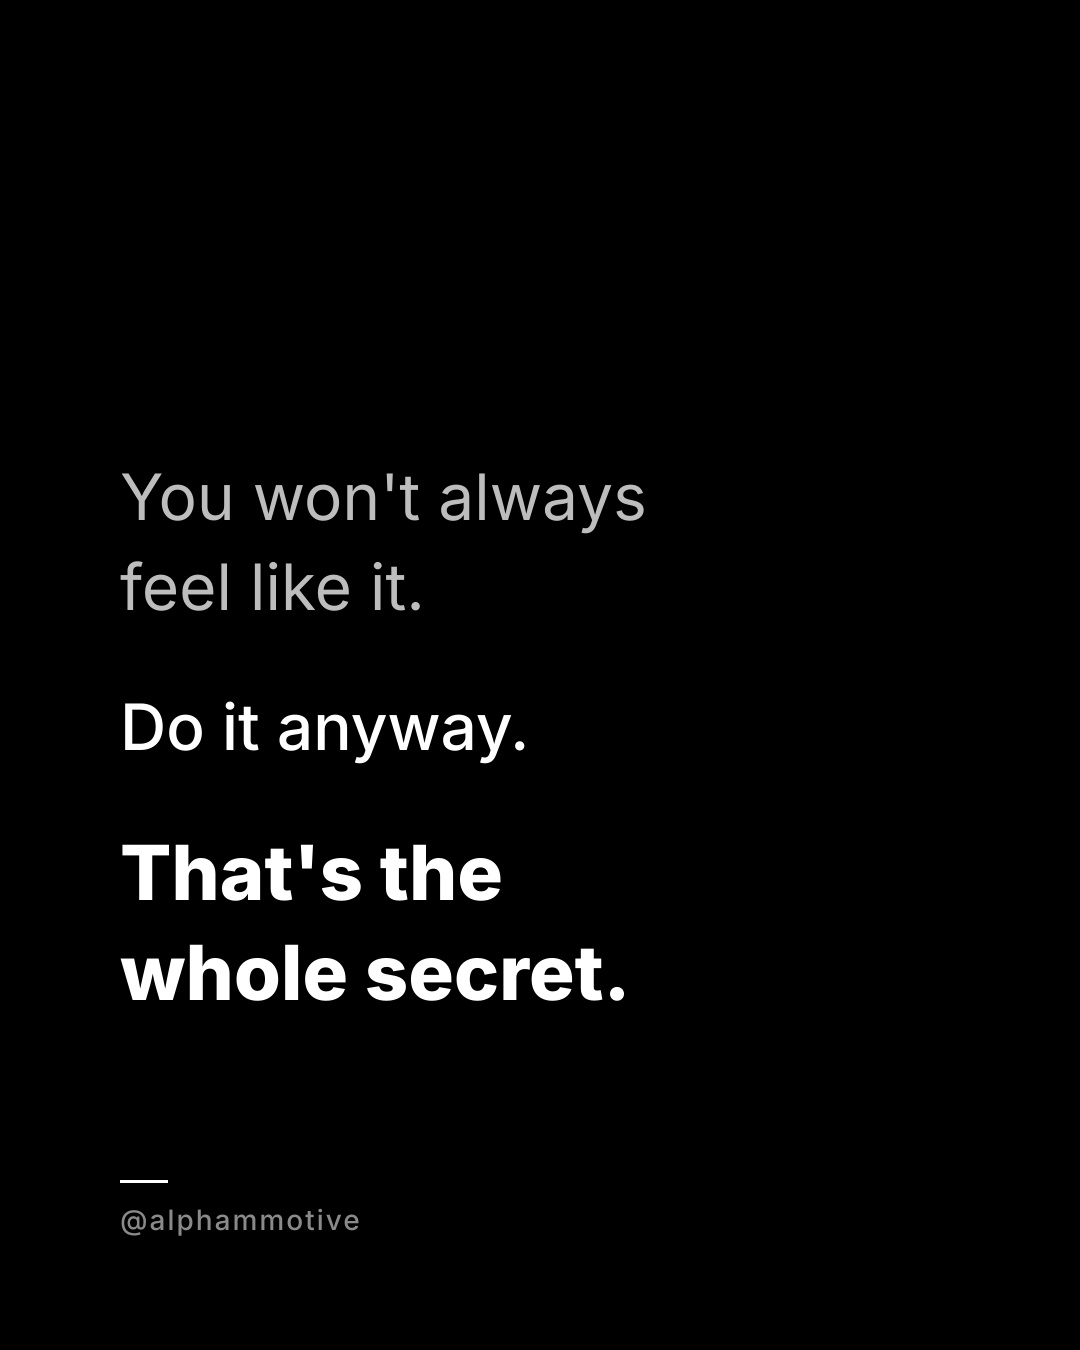 You won't always
feel like it.
Do it anyway.
That's the
whole secret.
@alphammotive